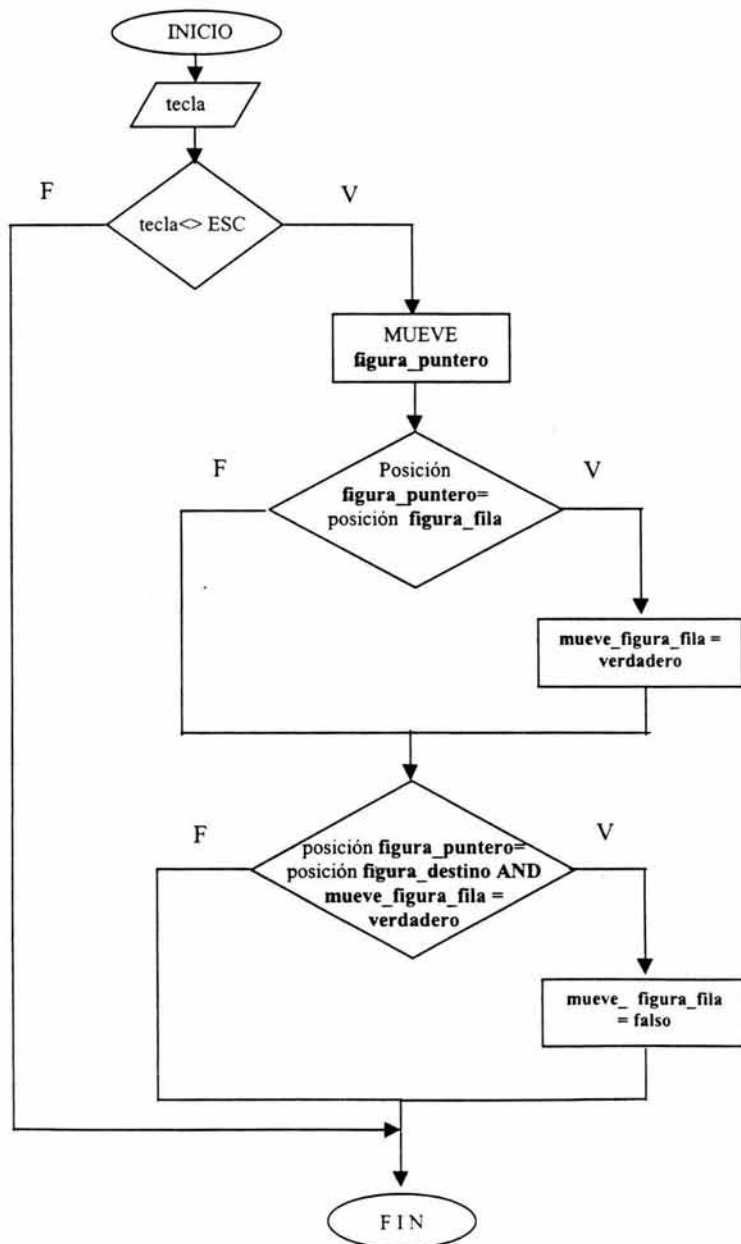 INICIO
tecla
F
V
tecla<> ESC
MUEVE
figura_puntero
F
V
Posición
figura_puntero=
posición figura_fila
mueve_figura_fila =
verdadero
F
V
posición figura_puntero=
posición figura_destino AND
mueve_figura_fila =
verdadero
mueve_ figura_fila
= falso
F I N